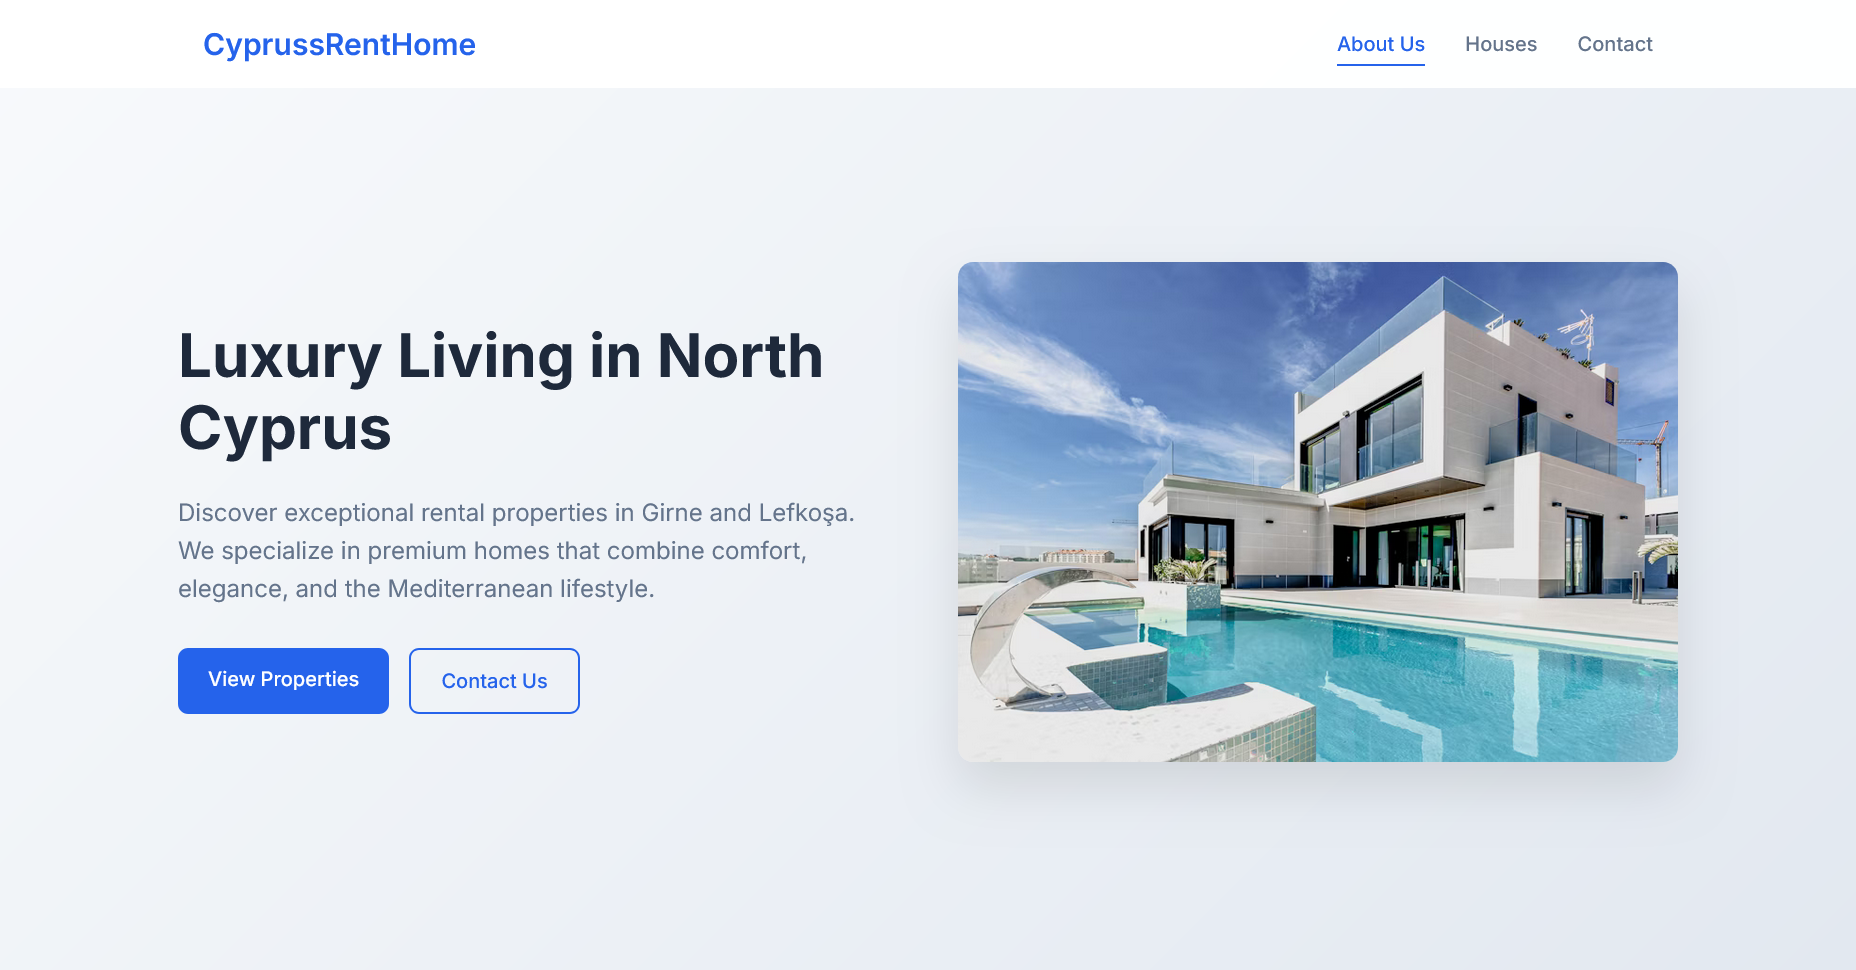 CyprussRentHome
About Us
Houses
Contact
Luxury Living in North
Cyprus
Discover exceptional rental properties in Girne and Lefkoşa.
We specialize in premium homes that combine comfort,
elegance, and the Mediterranean lifestyle.
View Properties
Contact Us